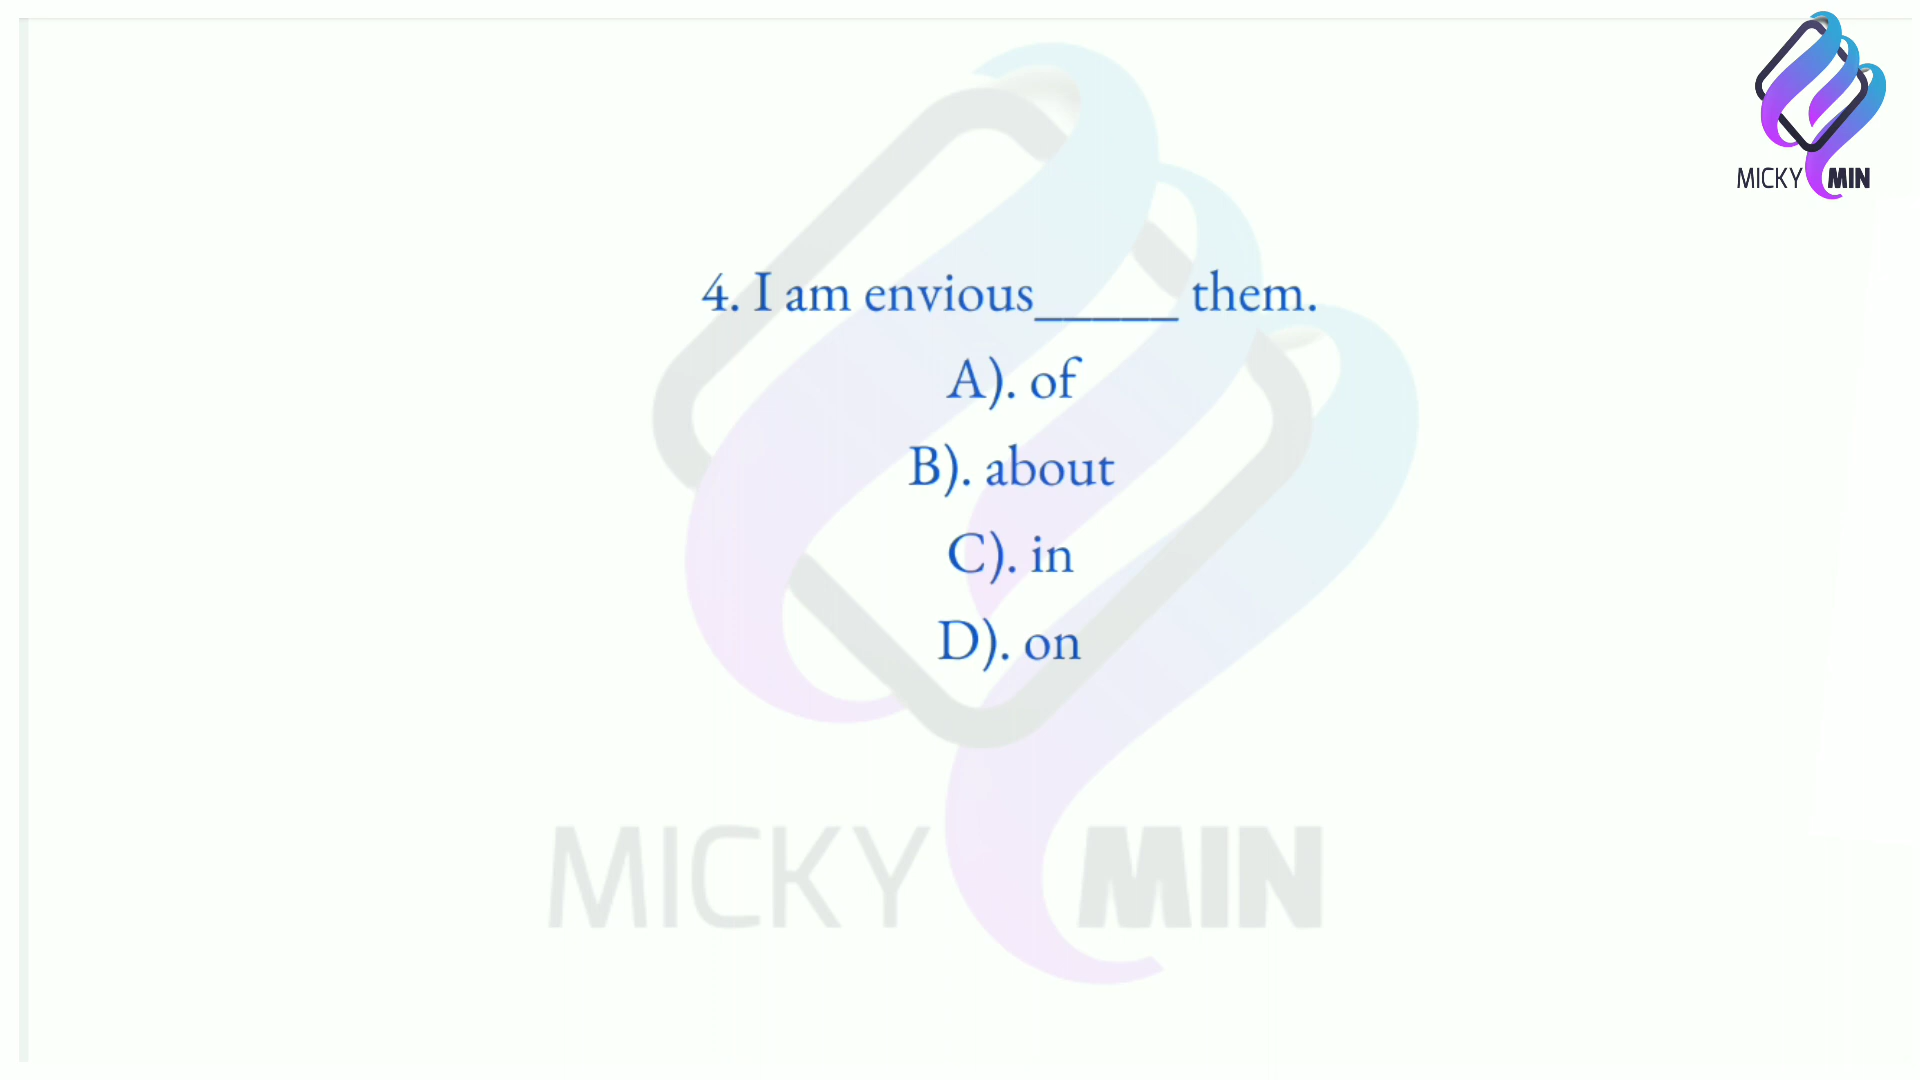 MICKY MIN
4. I am envious_____ them.
A). of
B). about
C). in
D). on
MICKY MIN